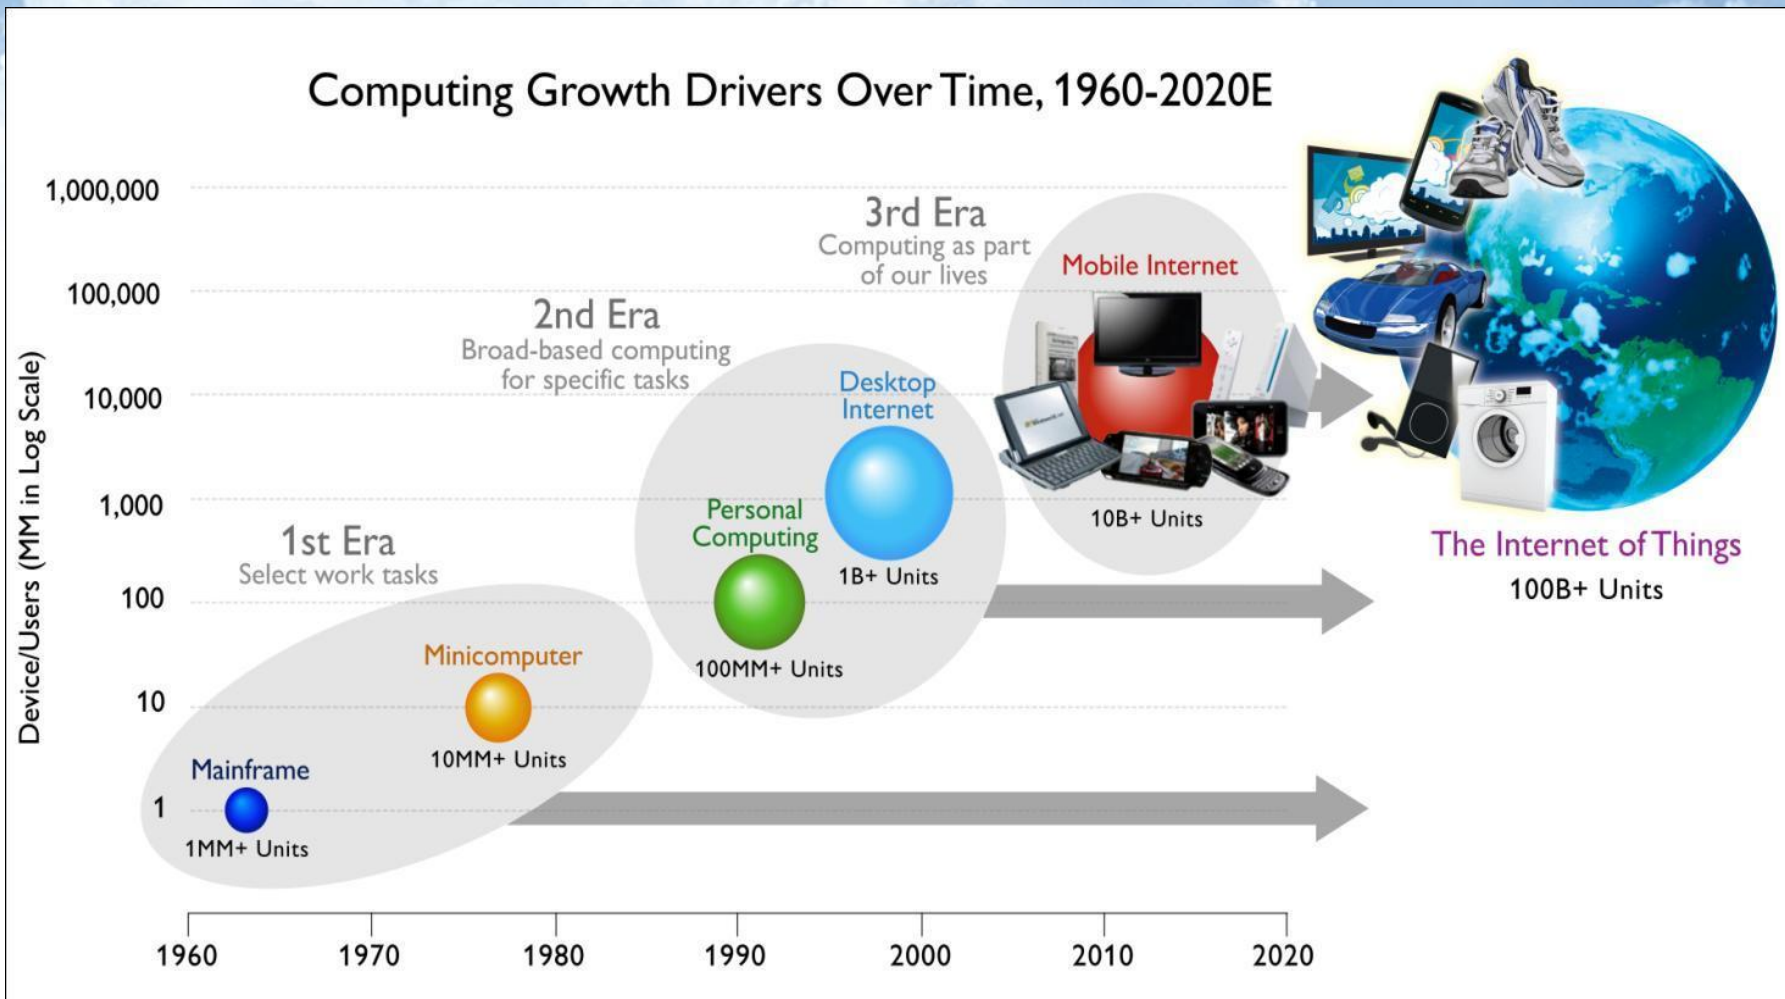 Computing Growth Drivers Over Time, 1960-2020E
Device/Users (MM in Log Scale)
1,000,000
100,000
10,000
1,000
100
10
1
1st Era
Select work tasks
Mainframe
1MM+ Units
Minicomputer
10MM+ Units
2nd Era
Broad-based computing
for specific tasks
Personal
Computing
100MM+ Units
Desktop
Internet
1B+ Units
3rd Era
Computing as part
of our lives
Mobile Internet
10B+ Units
The Internet of Things
100B+ Units
1960
1970
1980
1990
2000
2010
2020